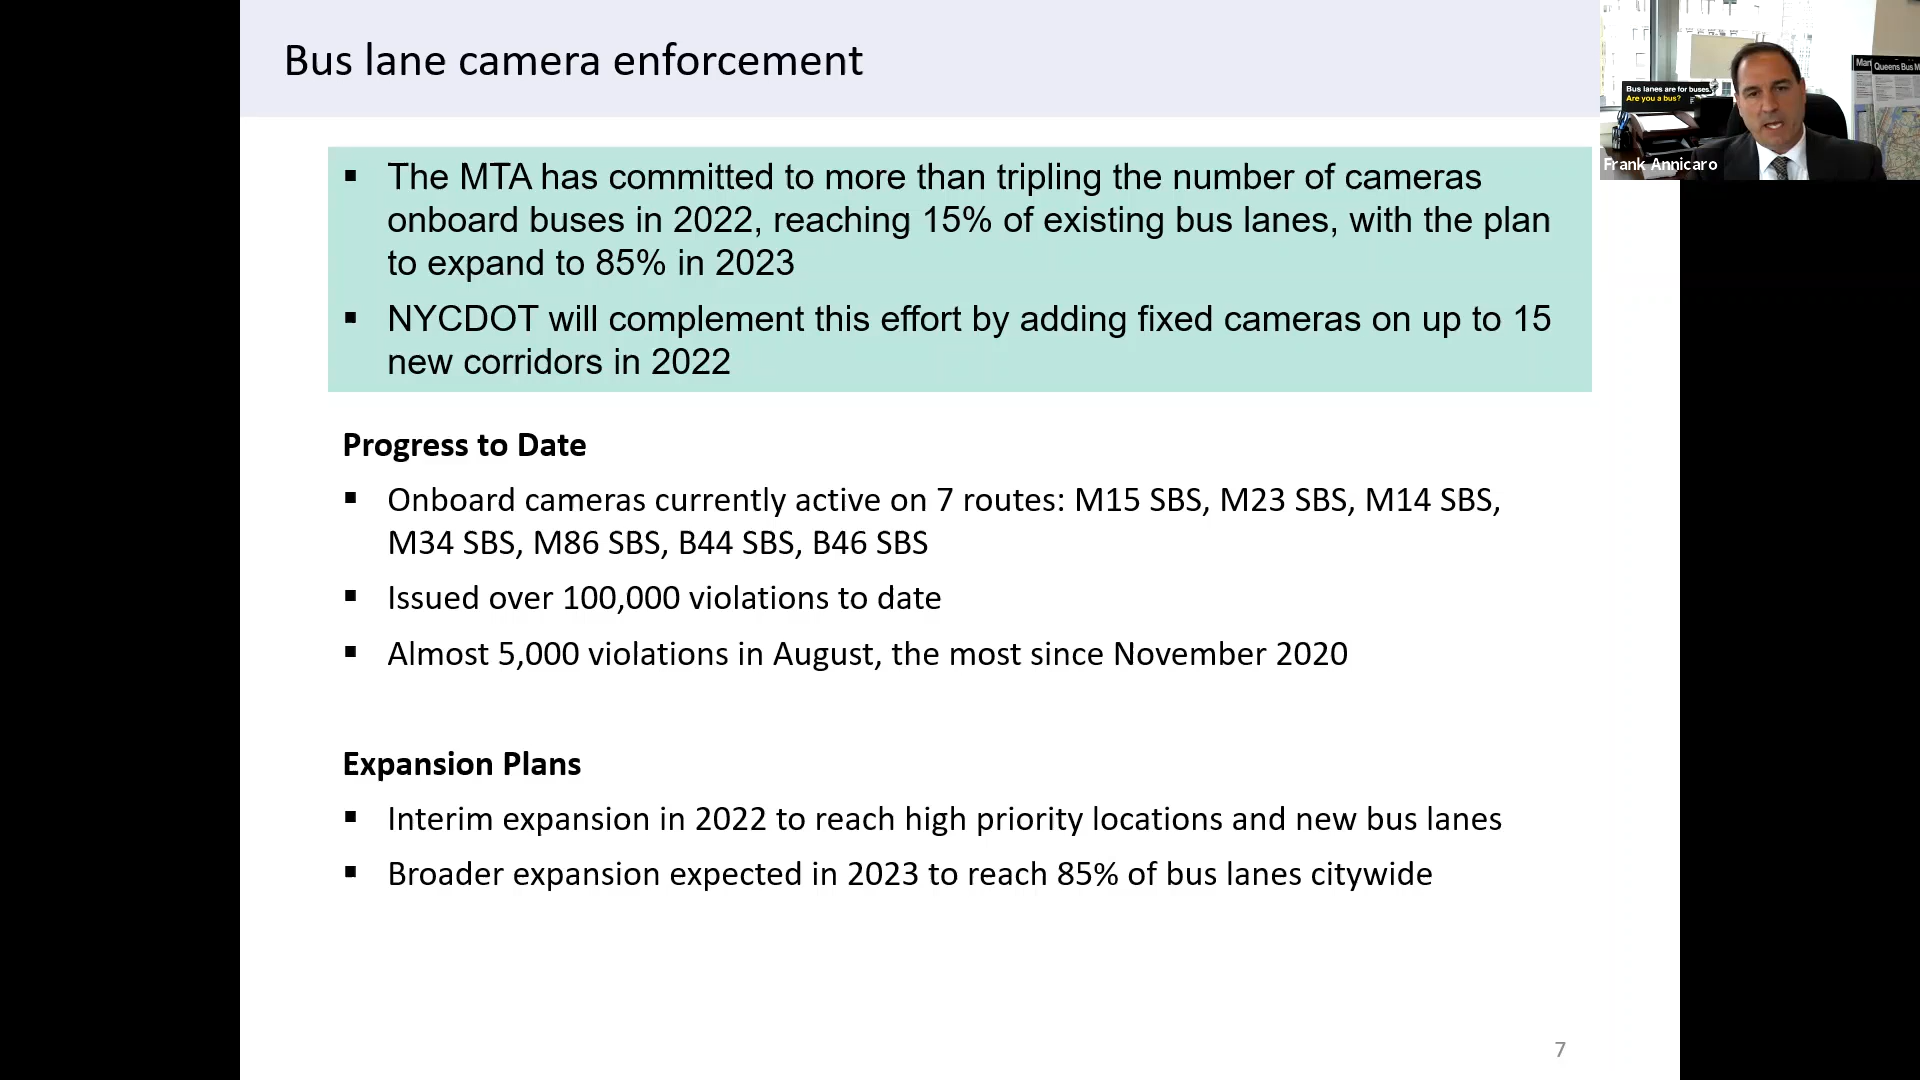 Bus lane camera enforcement
▪ The MTA has committed to more than tripling the number of cameras
onboard buses in 2022, reaching 15% of existing bus lanes, with the plan
to expand to 85% in 2023
▪ NYCDOT will complement this effort by adding fixed cameras on up to 15
new corridors in 2022
Progress to Date
▪ Onboard cameras currently active on 7 routes: M15 SBS, M23 SBS, M14 SBS,
M34 SBS, M86 SBS, B44 SBS, B46 SBS
▪ Issued over 100,000 violations to date
▪ Almost 5,000 violations in August, the most since November 2020
Expansion Plans
▪ Interim expansion in 2022 to reach high priority locations and new bus lanes
▪ Broader expansion expected in 2023 to reach 85% of bus lanes citywide
7
Bus lanes are for buses.
Are you a bus?
Queens Bus M
Frank Annicaro